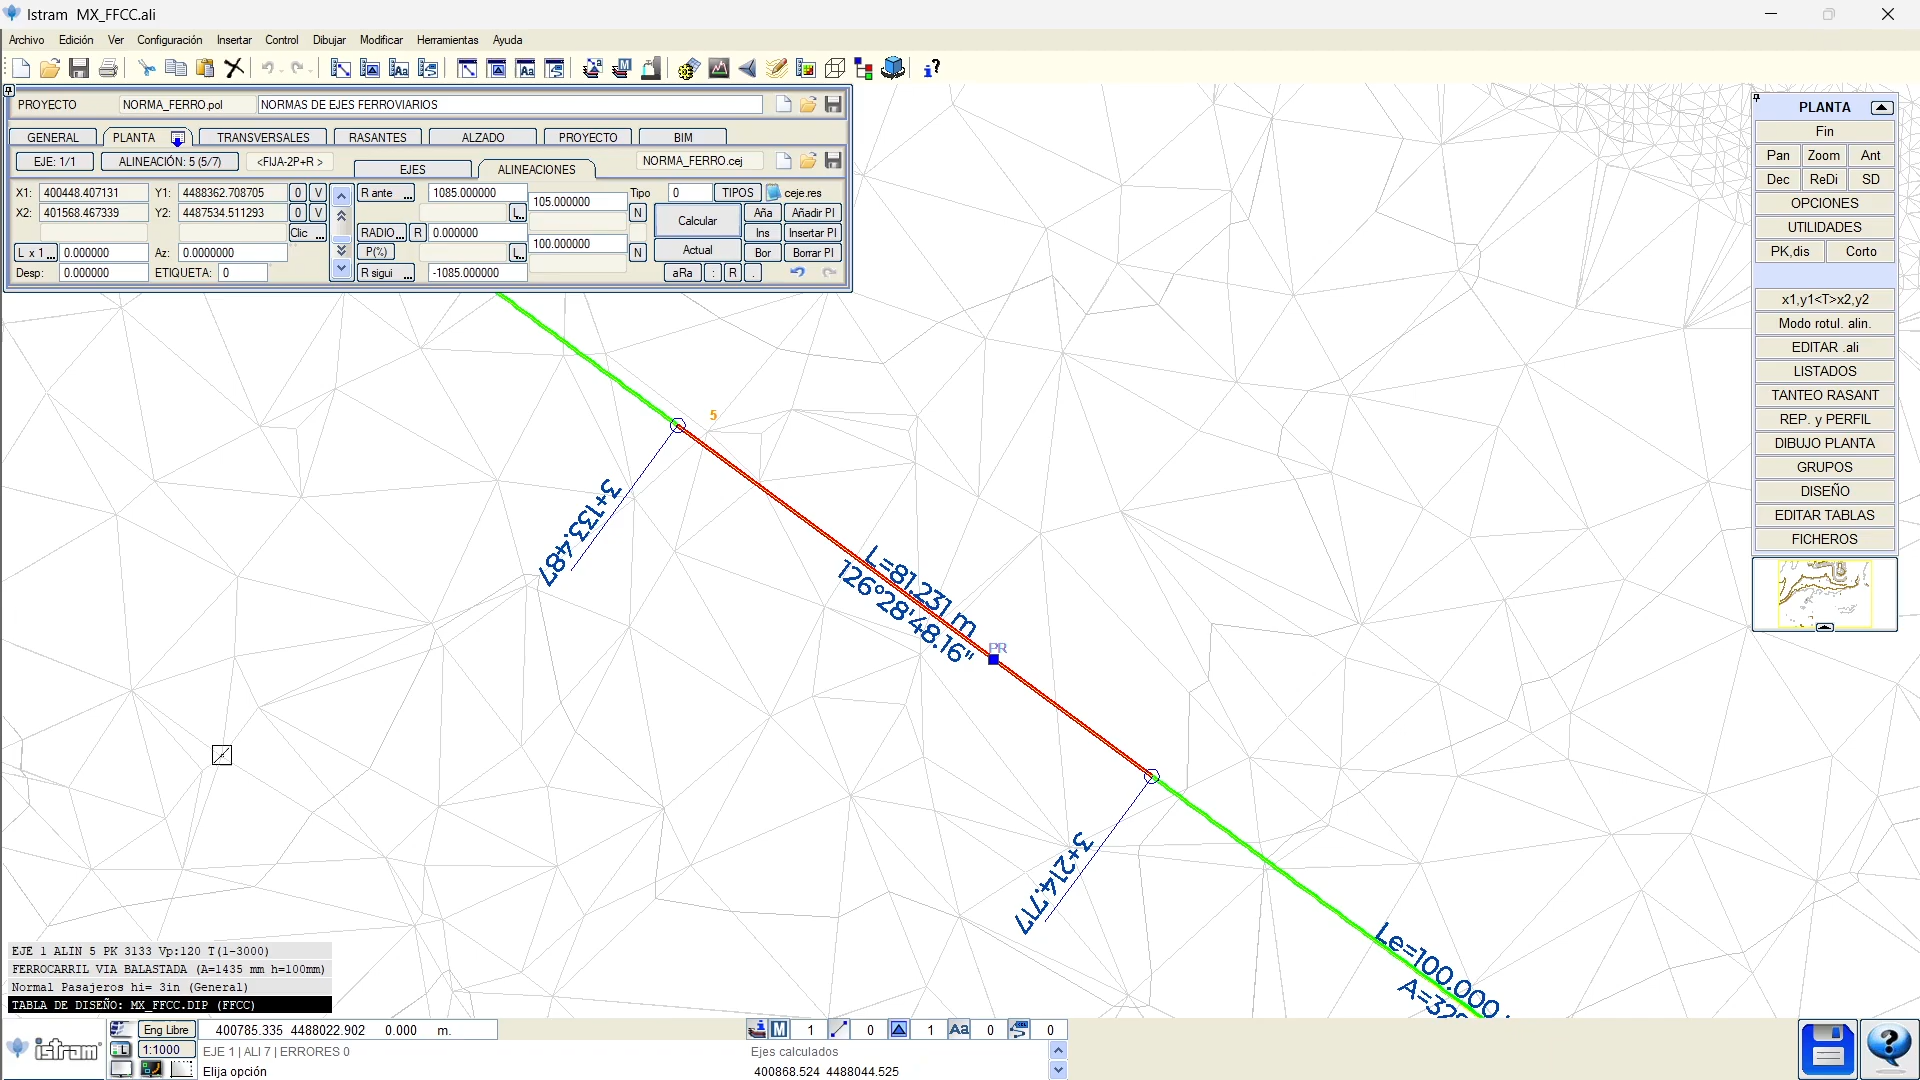 Istram MX_FFCC.ali
Archivo Edición Ver Configuración Insertar Control Dibujar Modificar Herramientas Ayuda
PROYECTO NORMA_FERRO.pol NORMAS DE EJES FERROVIARIOS
GENERAL PLANTA TRANSVERSALES RASANTES ALZADO PROYECTO BIM
EJE: 1/1 ALINEACIÓN: 5 (5/7) <FIJA-2P+R > EJES ALINEACIONES NORMA_FERRO.cej
X1: 400448.407131 Y1: 4488362.708705 0 V R ante ... 1085.000000 105.000000 Tipo 0 TIPOS ceje.res
X2: 401568.467339 Y2: 4487534.511293 0 V L... N Calcular Aña Añadir PI
Clic ... RADIO... R 0.000000 100.000000 Ins Insertar PI
L x 1 ... 0.000000 Az: 0.0000000 P(%) L... N Actual Bor Borrar PI
Desp: 0.000000 ETIQUETA: 0 R sigui ... -1085.000000 aRa : R .
PLANTA
Fin
Pan Zoom Ant
Dec ReDi SD
OPCIONES
UTILIDADES
PK,dis Corto
x1,y1<T>x2,y2
Modo rotul. alin.
EDITAR .ali
LISTADOS
TANTEO RASANT
REP. y PERFIL
DIBUJO PLANTA
GRUPOS
DISEÑO
EDITAR TABLAS
FICHEROS
5
3+133.487
L=81.231 m
126°28'48.16"
PR
3+214.717
Le=100.000
EJE 1 ALIN 5 PK 3133 Vp:120 T(1-3000)
FERROCARRIL VIA BALASTADA (A=1435 mm h=100mm)
Normal Pasajeros hi= 3in (General)
TABLA DE DISEÑO: MX_FFCC.DIP (FFCC)
istram Eng Libre 400785.335 4488022.902 0.000 m. M 1 0 1 Aa 0 0
1:1000 EJE 1 | ALI 7 | ERRORES 0 Ejes calculados
Elija opción 400868.524 4488044.525